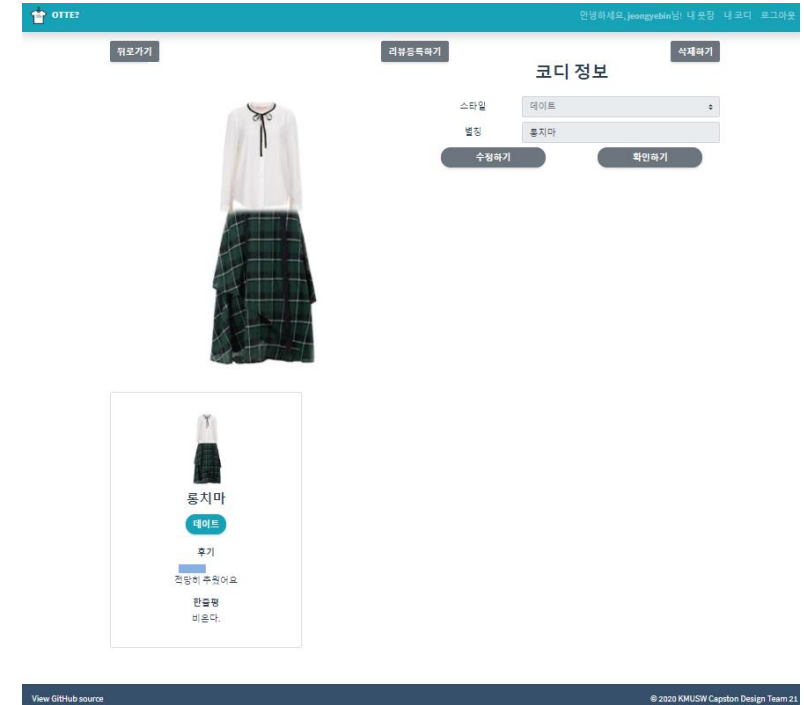 OTTE?
안녕하세요, jeongyebin님! 내 옷장 내 코디 로그아웃
뒤로가기
리뷰등록하기
삭제하기
코디 정보
스타일
데이트
별칭
롱치마
수정하기
확인하기
롱치마
데이트
후기
적당히 추웠어요
한줄평
비온다.
View GitHub source
© 2020 KMUSW Capston Design Team 21